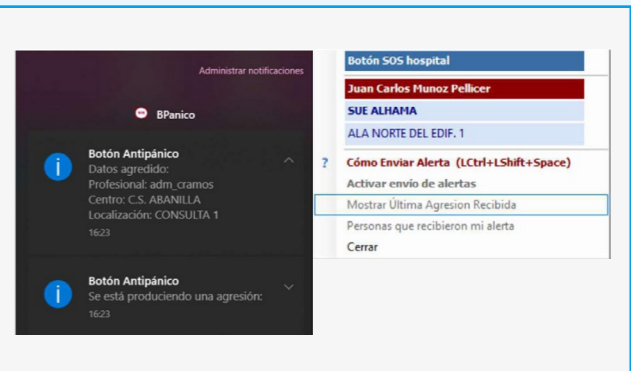 Administrar notificaciones
BPanico
Botón Antipánico
Datos agredido:
Profesional: adm_cramos
Centro: C.S. ABANILLA
Localización: CONSULTA 1
16:23
Botón Antipánico
Se está produciendo una agresión:
16:23
Botón SOS hospital
Juan Carlos Munoz Pellicer
SUE ALHAMA
ALA NORTE DEL EDIF. 1
? Cómo Enviar Alerta (LCtrl+LShift+Space)
Activar envío de alertas
Mostrar Última Agresion Recibida
Personas que recibieron mi alerta
Cerrar